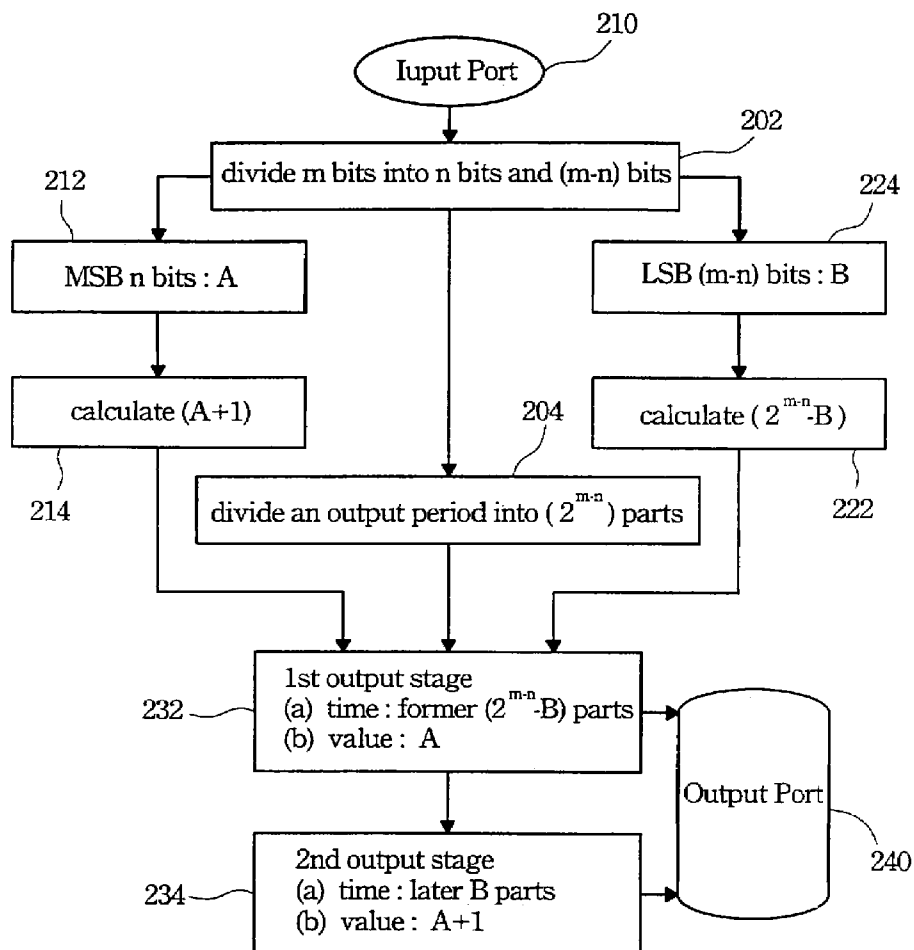 210
Iuput Port
202
divide m bits into n bits and (m-n) bits
212
224
MSB n bits : A
LSB (m-n) bits : B
calculate (A+1)
calculate ( 2^m-n -B )
204
214
222
divide an output period into ( 2^m-n ) parts
1st output stage
(a) time : former (2^m-n -B) parts
(b) value : A
232
Output Port
240
2nd output stage
(a) time : later B parts
(b) value : A+1
234